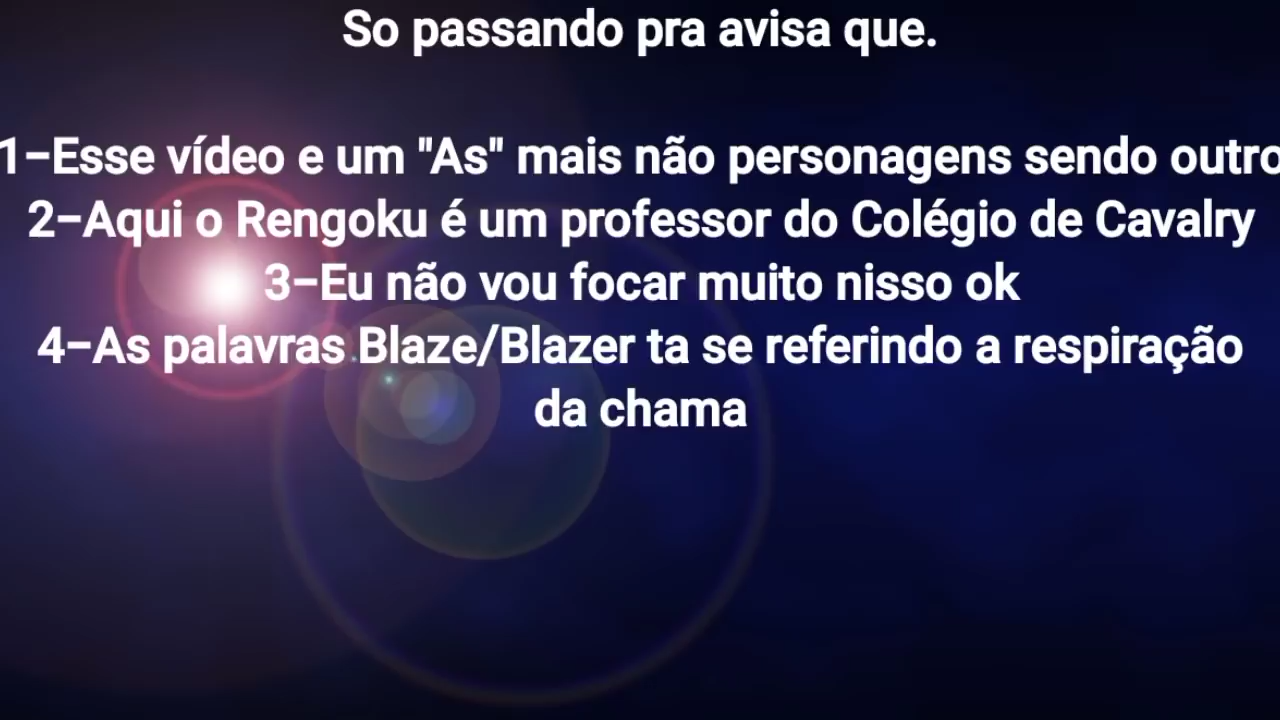 So passando pra avisa que.
1-Esse vídeo e um "As" mais não personagens sendo outro
2-Aqui o Rengoku é um professor do Colégio de Cavalry
3-Eu não vou focar muito nisso ok
4-As palavras Blaze/Blazer ta se referindo a respiração
da chama